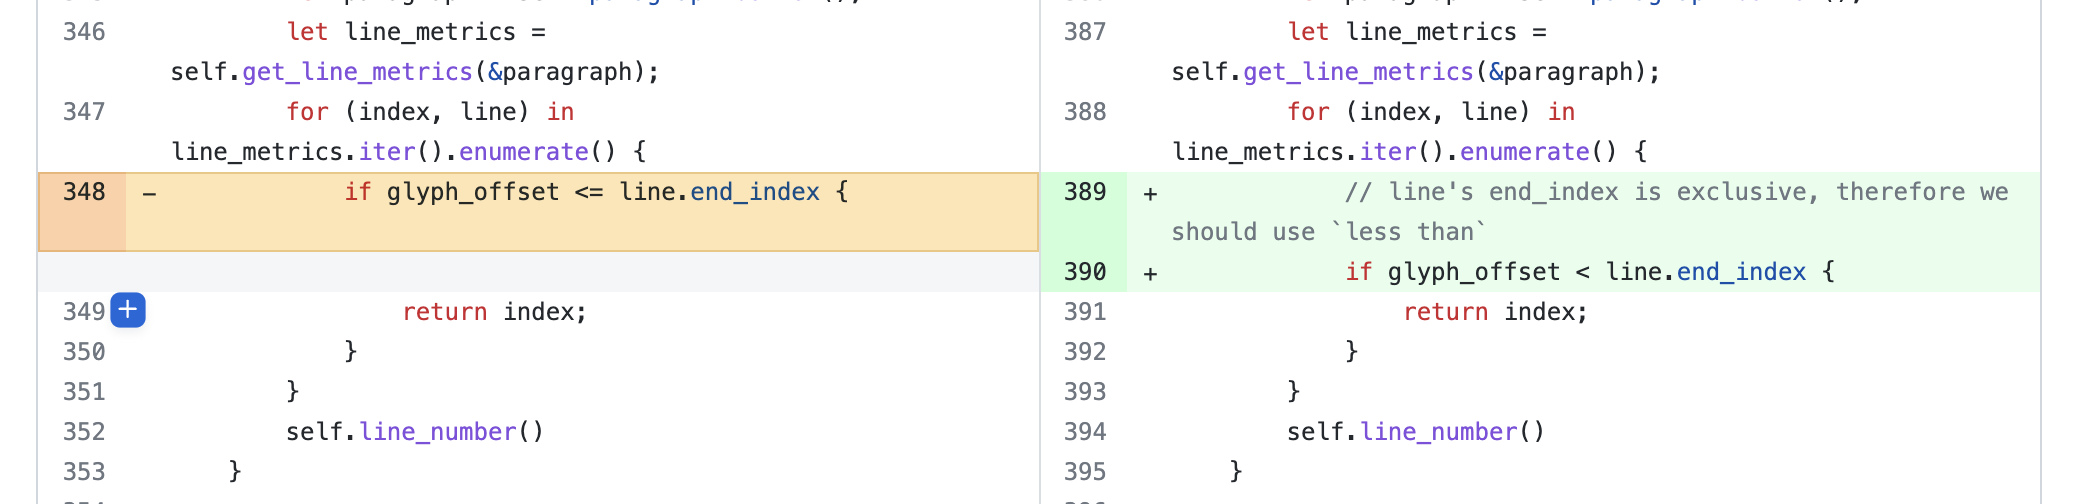 346 let line_metrics =
self.get_line_metrics(&paragraph);
347 for (index, line) in
line_metrics.iter().enumerate() {
348 - if glyph_offset <= line.end_index {
349 + return index;
350 }
351 }
352 self.line_number()
353 }
387 let line_metrics =
self.get_line_metrics(&paragraph);
388 for (index, line) in
line_metrics.iter().enumerate() {
389 + // line's end_index is exclusive, therefore we
should use `less than`
390 + if glyph_offset < line.end_index {
391 return index;
392 }
393 }
394 self.line_number()
395 }